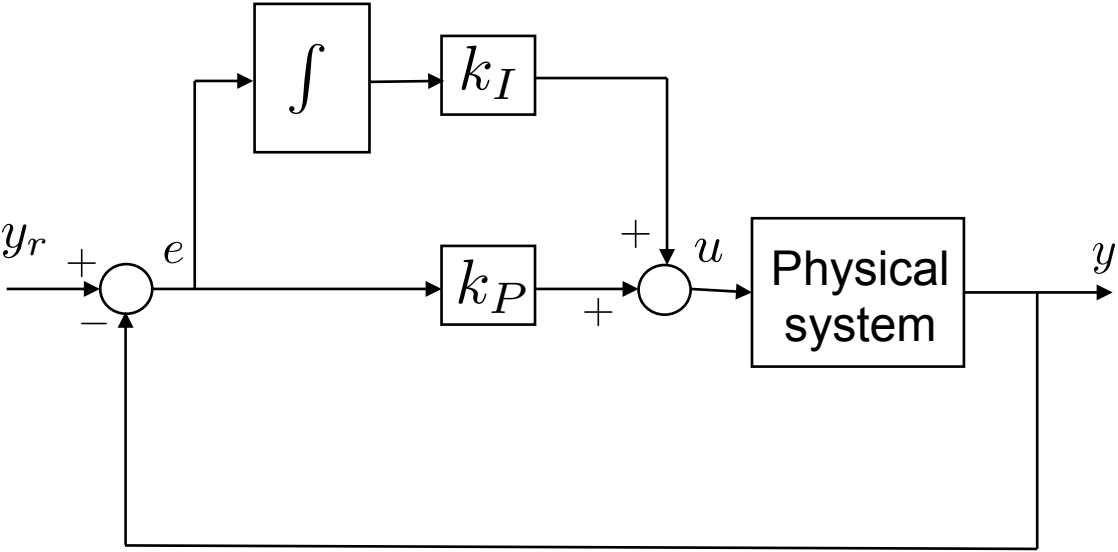 ∫
k_I
y_r
+
−
e
k_P
+
+
u
Physical
system
y